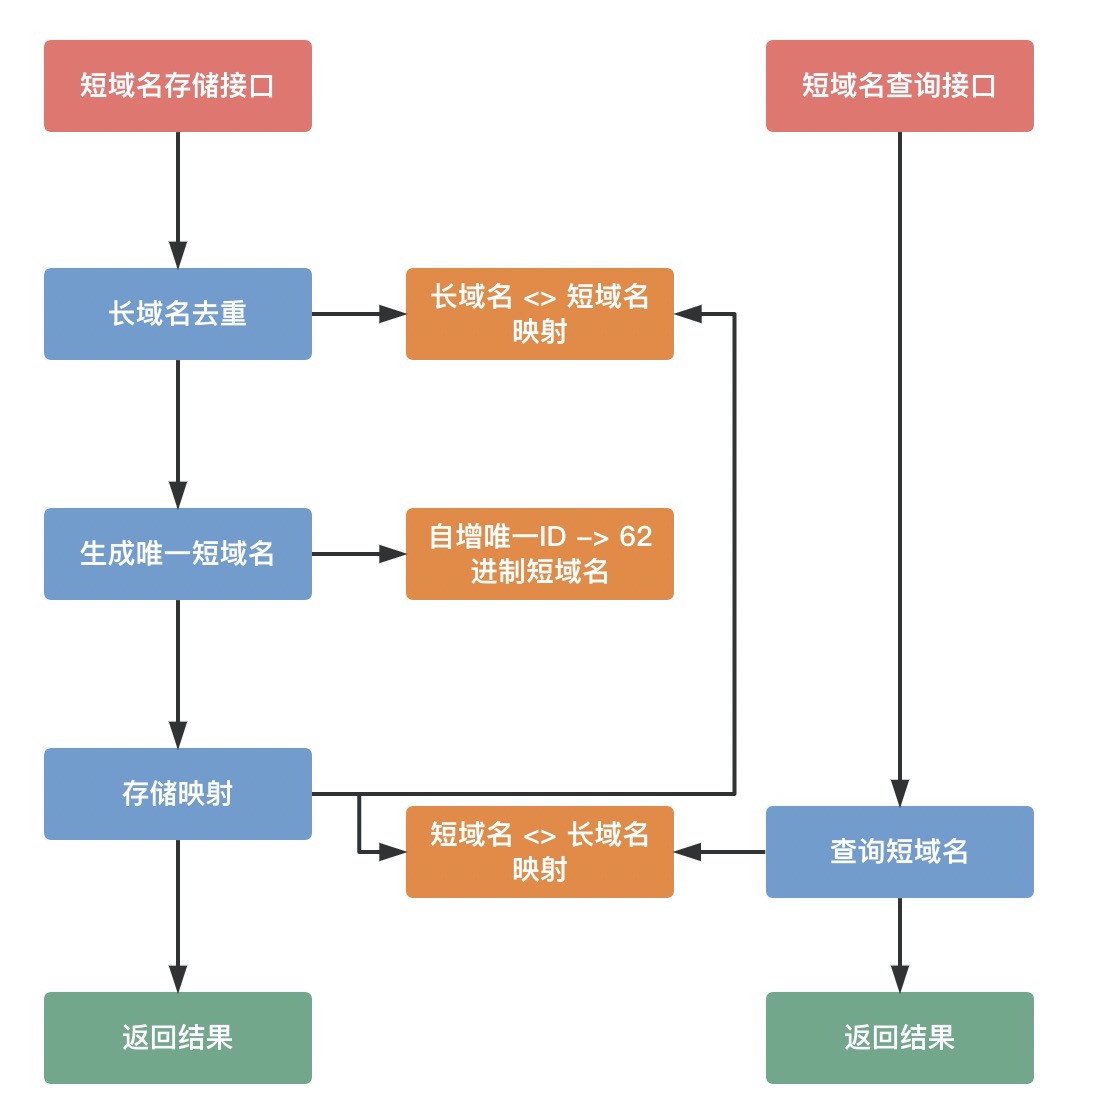 短域名存储接口
短域名查询接口
长域名去重
长域名 <> 短域名
映射
生成唯一短域名
自增唯一ID –> 62
进制短域名
存储映射
短域名 <> 长域名
映射
查询短域名
返回结果
返回结果